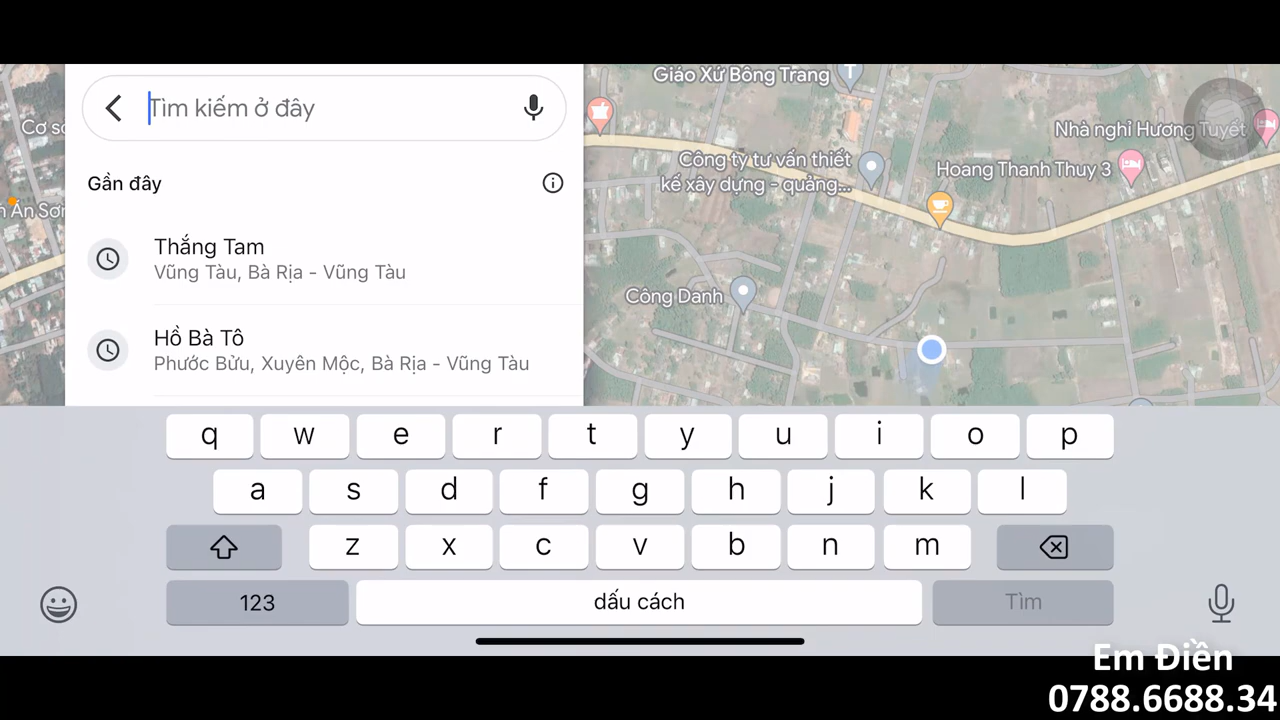 Tìm kiếm ở đây
Gần đây
Thắng Tam
Vũng Tàu, Bà Rịa - Vũng Tàu
Hồ Bà Tô
Phước Bửu, Xuyên Mộc, Bà Rịa - Vũng Tàu
Cơ sở
Ấn Sơn
Giáo Xứ Bông Trang
Công ty tư vấn thiết
kế xây dựng - quảng...
Nhà nghỉ Hương Tuyết
Hoang Thanh Thuy 3
Công Danh
q w e r t y u i o p
a s d f g h j k l
z x c v b n m
123 dấu cách Tìm
Em Điền
0788.6688.34